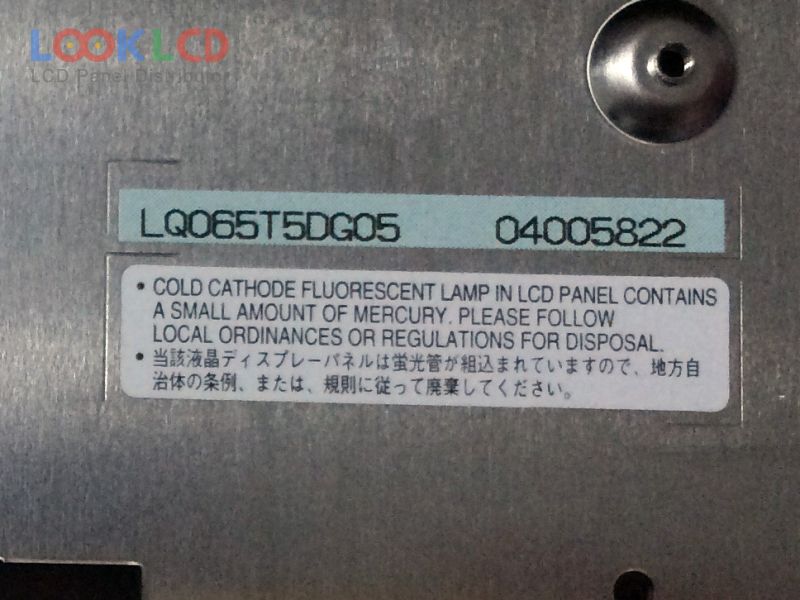 LOOK LCD
LCD Panel Distributor
LQ065T5DG05 04005822
• COLD CATHODE FLUORESCENT LAMP IN LCD PANEL CONTAINS
A SMALL AMOUNT OF MERCURY. PLEASE FOLLOW
LOCAL ORDINANCES OR REGULATIONS FOR DISPOSAL.
• 当該液晶ディスプレーパネルは蛍光管が組込まれていますので、地方自
治体の条例、または、規則に従って廃棄してください。